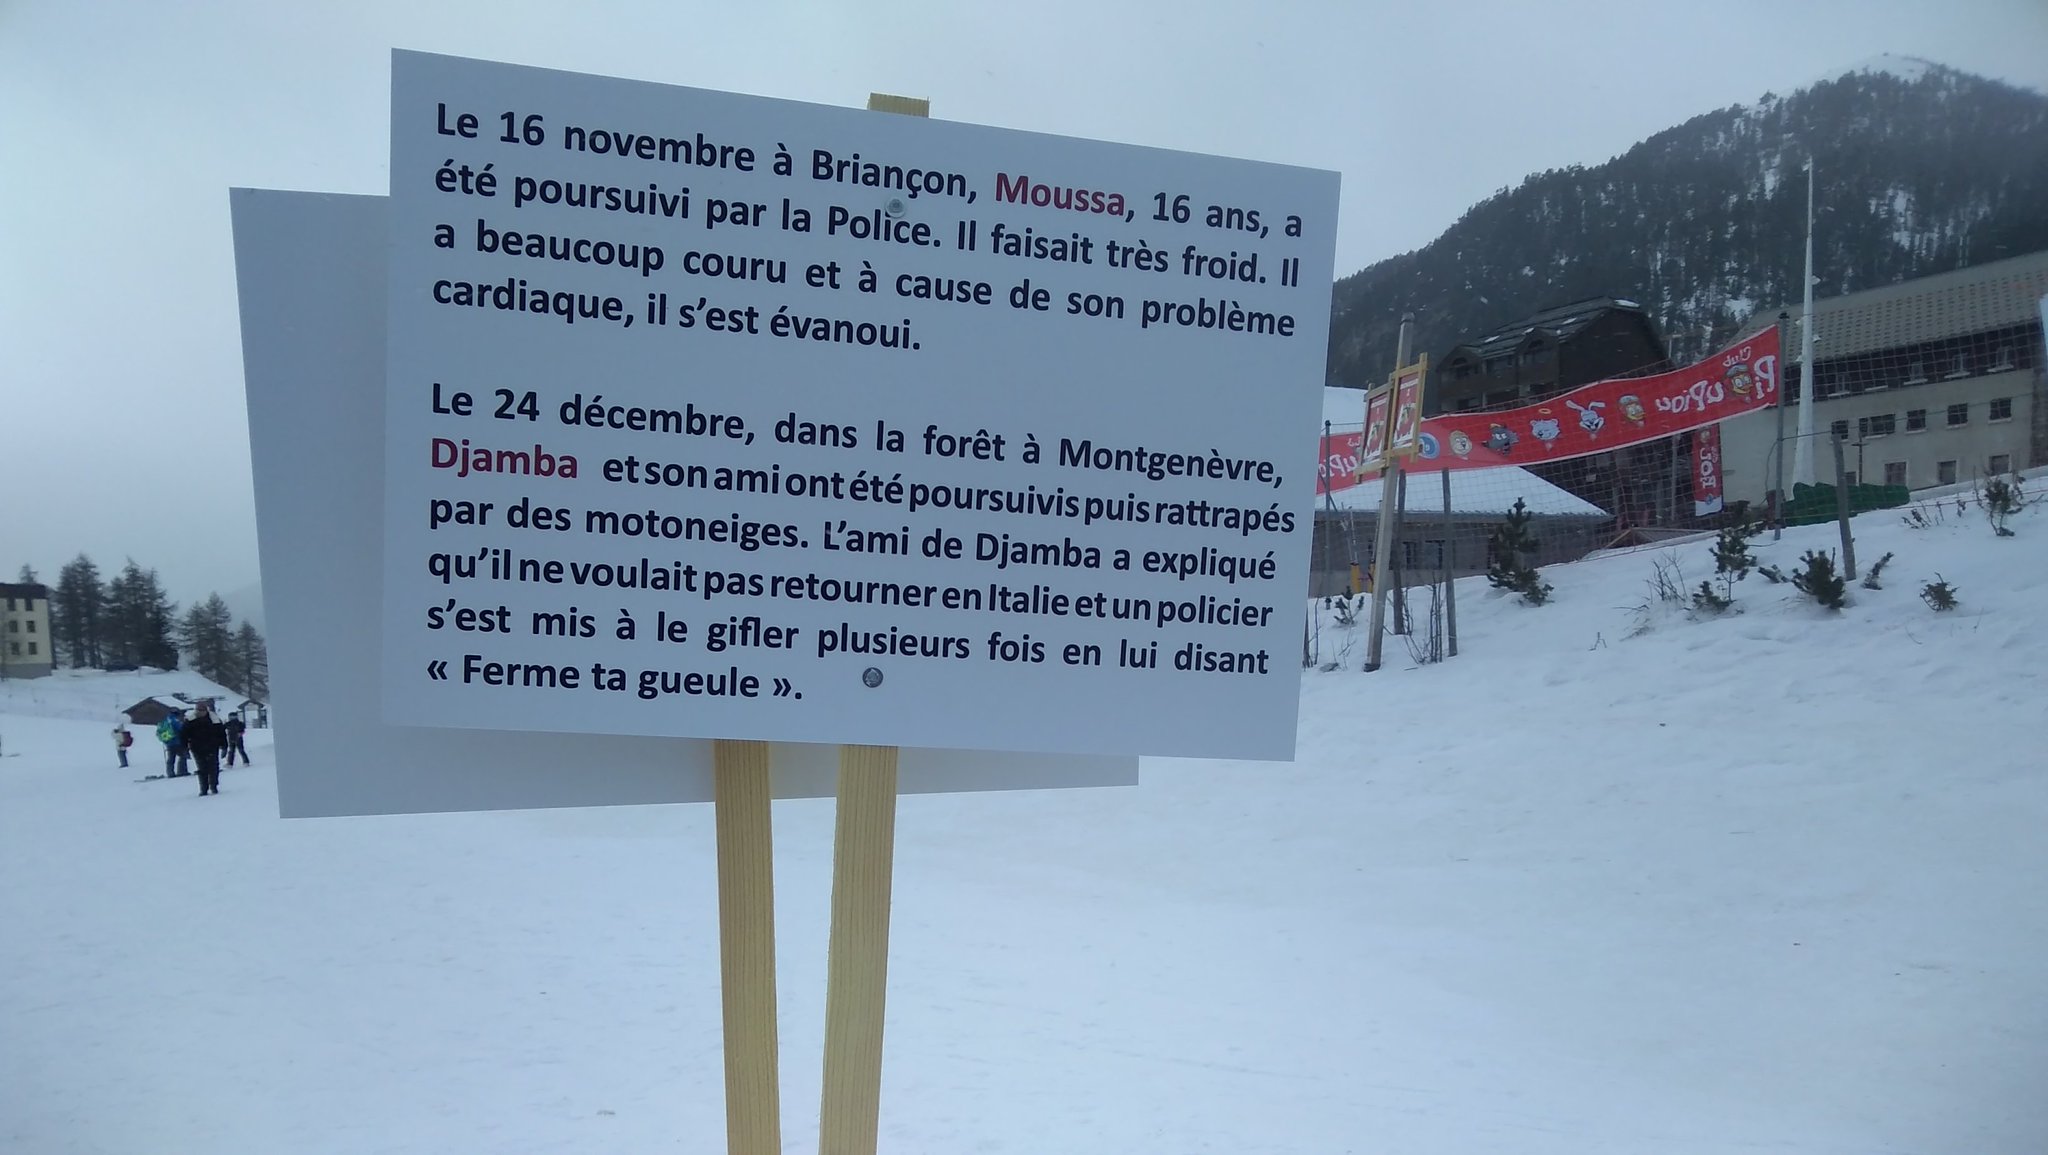 Le 16 novembre à Briançon, Moussa, 16 ans, a
été poursuivi par la Police. Il faisait très froid. Il
a beaucoup couru et à cause de son problème
cardiaque, il s’est évanoui.
Le 24 décembre, dans la forêt à Montgenèvre,
Djamba et son ami ont été poursuivis puis rattrapés
par des motoneiges. L’ami de Djamba a expliqué
qu’il ne voulait pas retourner en Italie et un policier
s’est mis à le gifler plusieurs fois en lui disant
« Ferme ta gueule ».
Club
PiouPiou